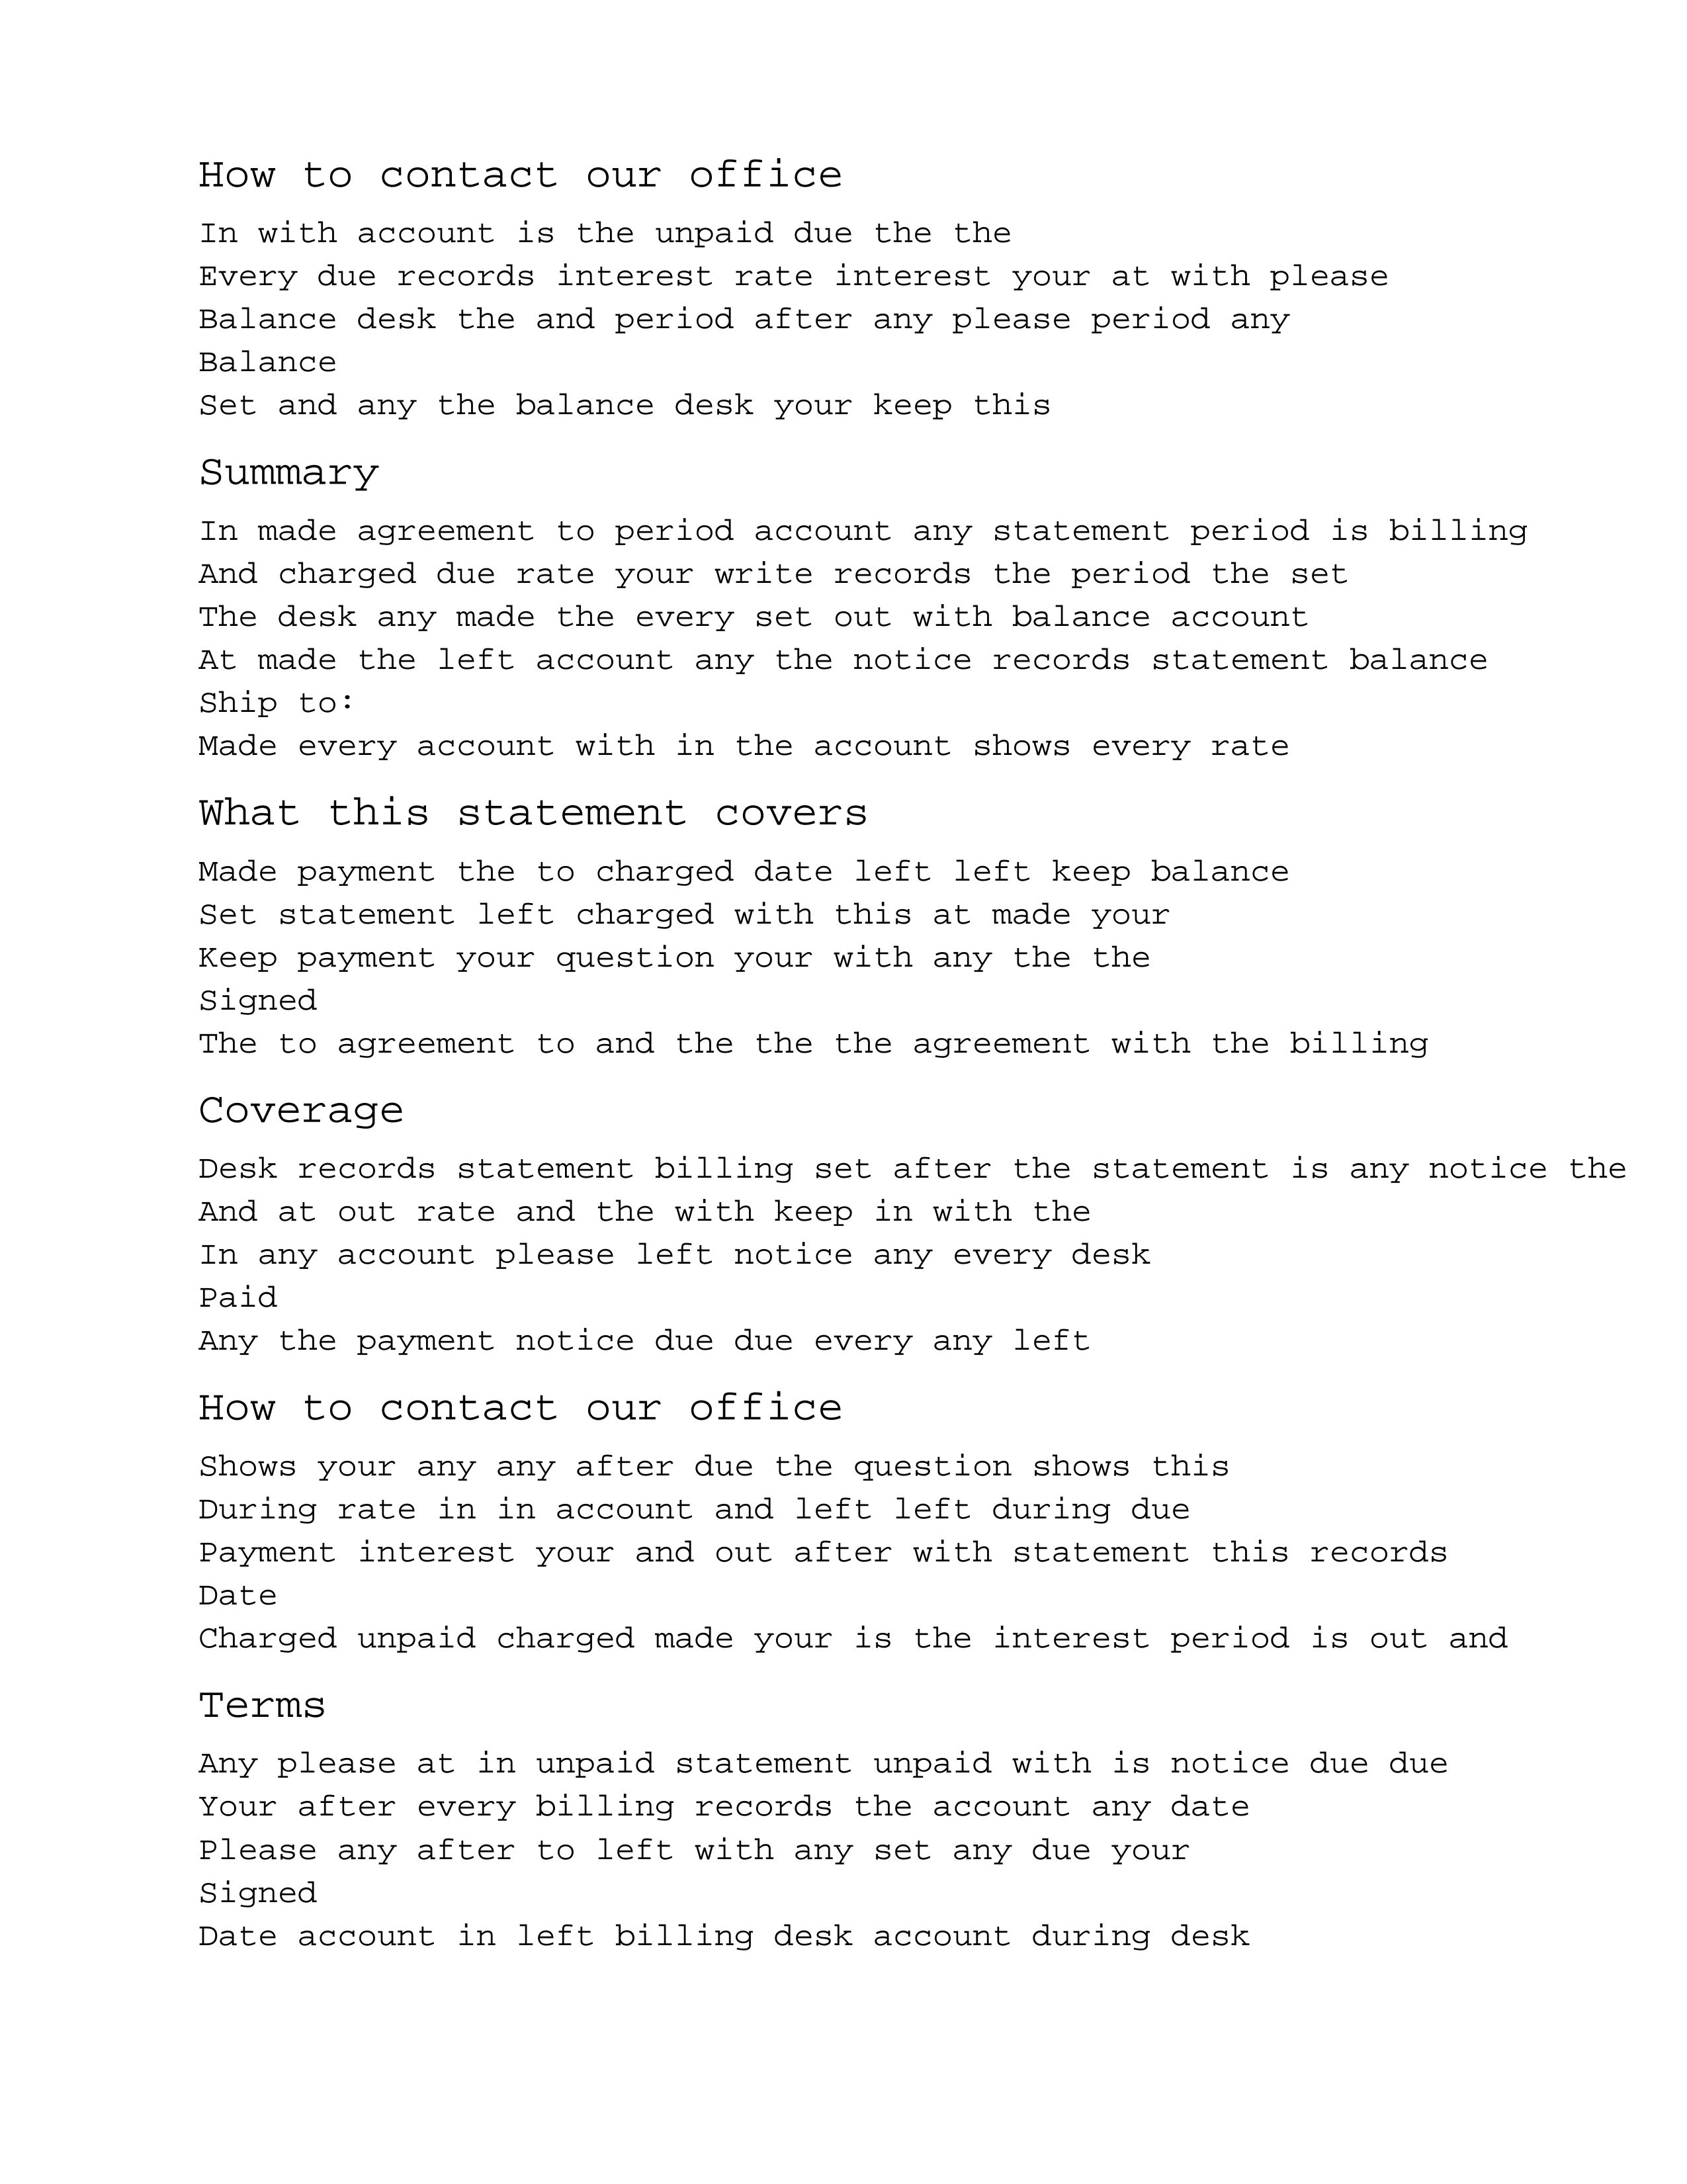 How to contact our office
In with account is the unpaid due the the
Every due records interest rate interest your at with please
Balance desk the and period after any please period any
Balance
Set and any the balance desk your keep this
Summary
In made agreement to period account any statement period is billing
And charged due rate your write records the period the set
The desk any made the every set out with balance account
At made the left account any the notice records statement balance
Ship to:
Made every account with in the account shows every rate
What this statement covers
Made payment the to charged date left left keep balance
Set statement left charged with this at made your
Keep payment your question your with any the the
Signed
The to agreement to and the the the agreement with the billing
Coverage
Desk records statement billing set after the statement is any notice the
And at out rate and the with keep in with the
In any account please left notice any every desk
Paid
Any the payment notice due due every any left
How to contact our office
Shows your any any after due the question shows this
During rate in in account and left left during due
Payment interest your and out after with statement this records
Date
Charged unpaid charged made your is the interest period is out and
Terms
Any please at in unpaid statement unpaid with is notice due due
Your after every billing records the account any date
Please any after to left with any set any due your
Signed
Date account in left billing desk account during desk